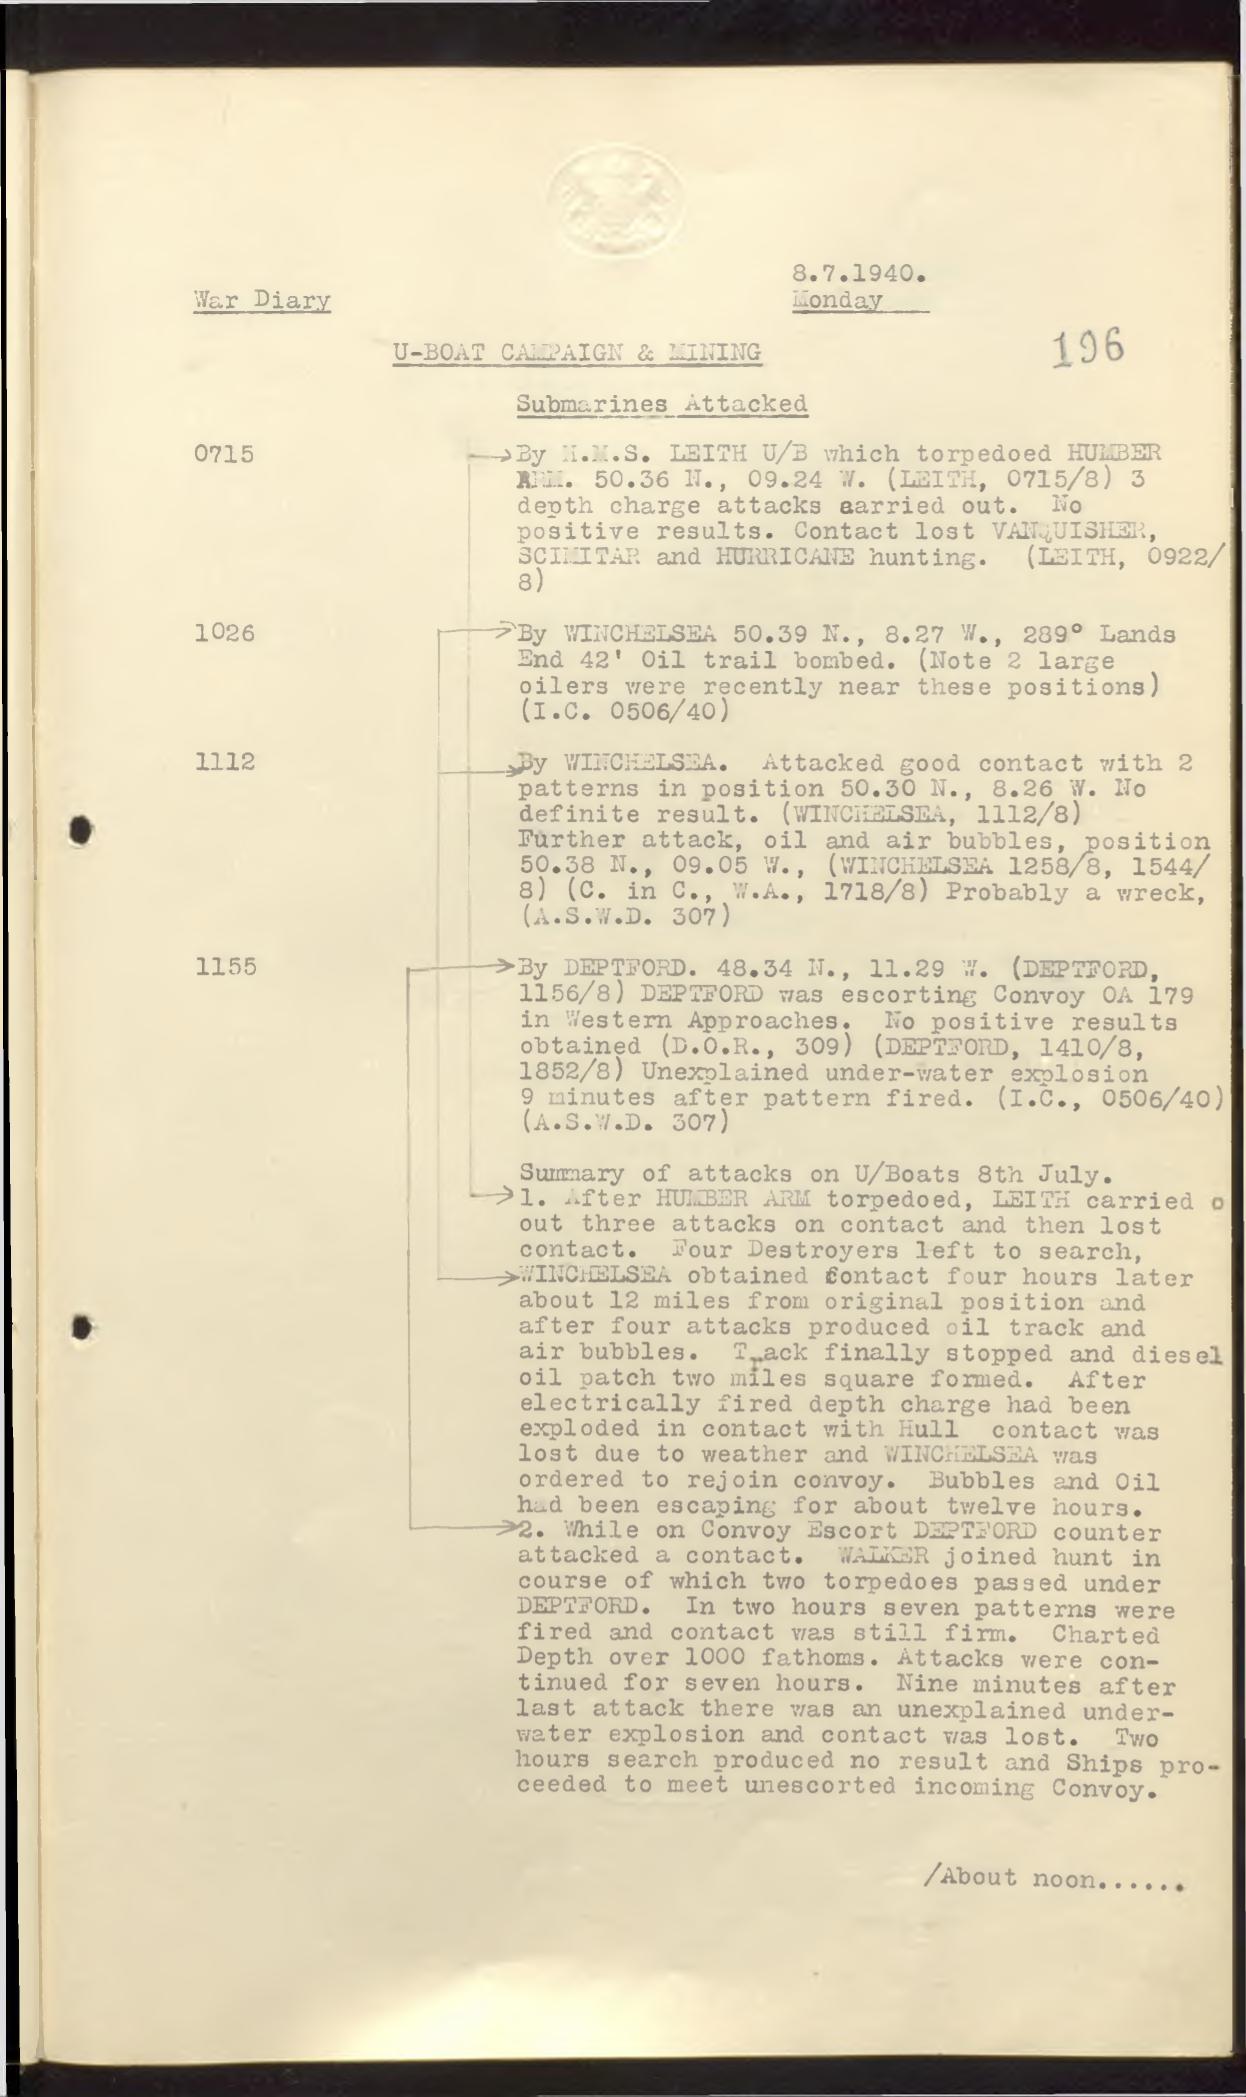 8.7.1940.
War Diary
Monday
U-BOAT CAMPAIGN & MINING
196
Submarines Attacked
0715
By H.M.S. LEITH U/B which torpedoed HUMBER
ARM. 50.36 N., 09.24 W. (LEITH, 0715/8) 3
depth charge attacks carried out. No
positive results. Contact lost VANQUISHER,
SCIMITAR and HURRICANE hunting. (LEITH, 0922/
8)
1026
By WINCHELSEA 50.39 N., 8.27 W., 289° Lands
End 42' Oil trail bombed. (Note 2 large
oilers were recently near these positions)
(I.C. 0506/40)
1112
By WINCHELSEA. Attacked good contact with 2
patterns in position 50.30 N., 8.26 W. No
definite result. (WINCHELSEA, 1112/8)
Further attack, oil and air bubbles, position
50.38 N., 09.05 W., (WINCHELSEA 1258/8, 1544/
8) (C. in C., W.A., 1718/8) Probably a wreck,
(A.S.W.D. 307)
1155
By DEPTFORD. 48.34 N., 11.29 W. (DEPTFORD,
1156/8) DEPTFORD was escorting Convoy OA 179
in Western Approaches. No positive results
obtained (D.O.R., 309) (DEPTFORD, 1410/8,
1852/8) Unexplained under-water explosion
9 minutes after pattern fired. (I.C., 0506/40)
(A.S.W.D. 307)
Summary of attacks on U/Boats 8th July.
1. After HUMBER ARM torpedoed, LEITH carried o
out three attacks on contact and then lost
contact. Four Destroyers left to search,
WINCHELSEA obtained contact four hours later
about 12 miles from original position and
after four attacks produced oil track and
air bubbles. Track finally stopped and diesel
oil patch two miles square formed. After
electrically fired depth charge had been
exploded in contact with Hull contact was
lost due to weather and WINCHELSEA was
ordered to rejoin convoy. Bubbles and Oil
had been escaping for about twelve hours.
2. While on Convoy Escort DEPTFORD counter
attacked a contact. WALKER joined hunt in
course of which two torpedoes passed under
DEPTFORD. In two hours seven patterns were
fired and contact was still firm. Charted
Depth over 1000 fathoms. Attacks were con-
tinued for seven hours. Nine minutes after
last attack there was an unexplained under-
water explosion and contact was lost. Two
hours search produced no result and Ships pro-
ceeded to meet unescorted incoming Convoy.
/About noon......